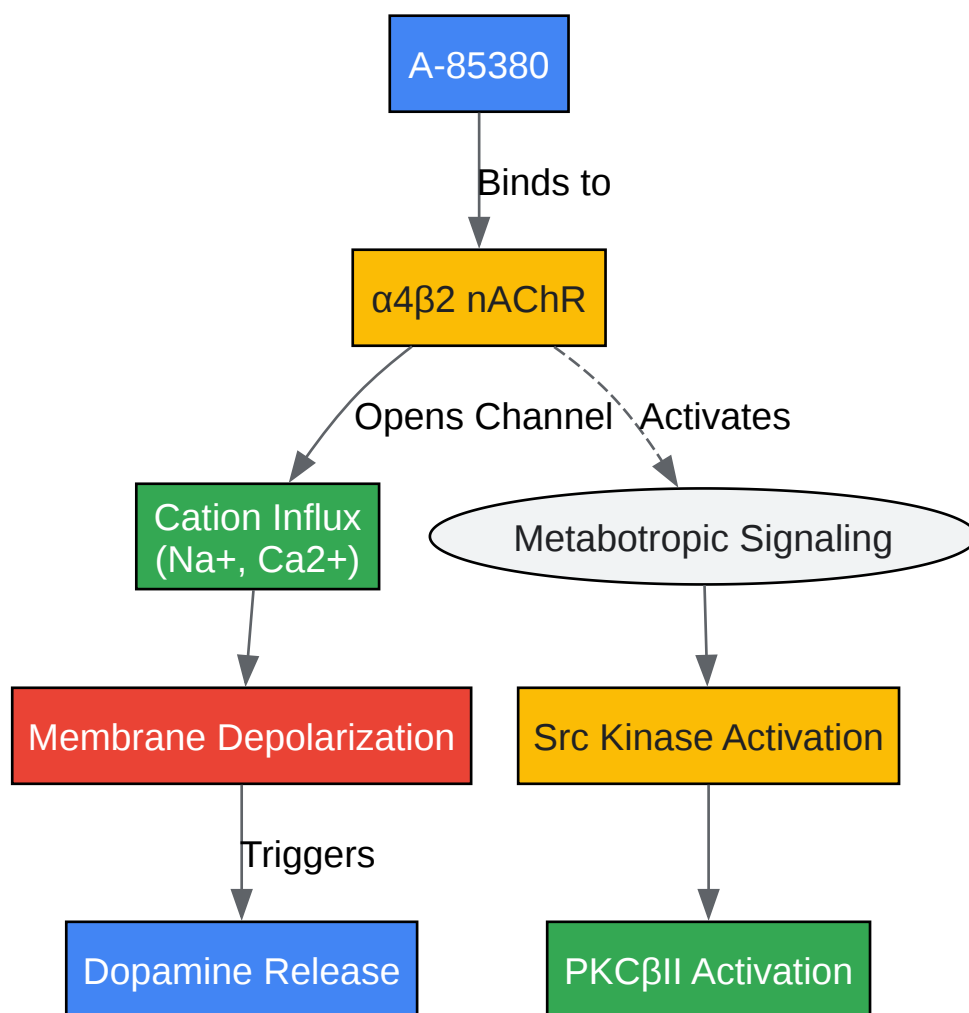 A-85380
Binds to
α4β2 nAChR
Opens Channel
Activates
Cation Influx
(Na+, Ca2+)
Metabotropic Signaling
Membrane Depolarization
Src Kinase Activation
Triggers
Dopamine Release
PKCβII Activation